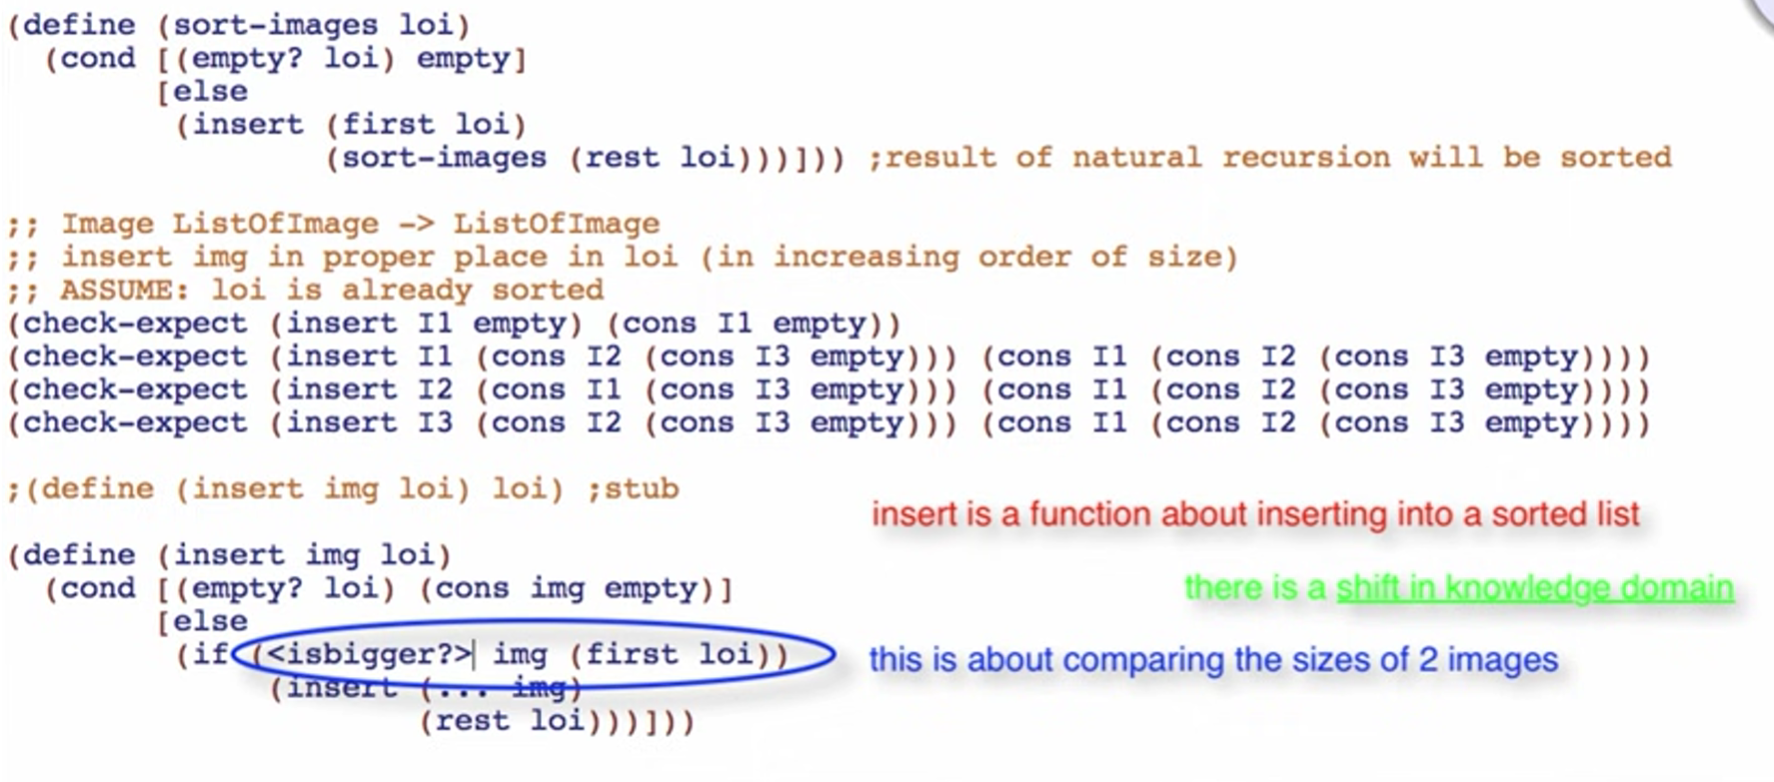 (define (sort-images loi)
(cond [(empty? loi) empty]
[else
(insert (first loi)
(sort-images (rest loi)))])) ;result of natural recursion will be sorted
;; Image ListOfImage -> ListOfImage
;; insert img in proper place in loi (in increasing order of size)
;; ASSUME: loi is already sorted
(check-expect (insert I1 empty) (cons I1 empty))
(check-expect (insert I1 (cons I2 (cons I3 empty))) (cons I1 (cons I2 (cons I3 empty))))
(check-expect (insert I2 (cons I1 (cons I3 empty))) (cons I1 (cons I2 (cons I3 empty))))
(check-expect (insert I3 (cons I2 (cons I3 empty))) (cons I1 (cons I2 (cons I3 empty))))
;(define (insert img loi) loi) ;stub
insert is a function about inserting into a sorted list
(define (insert img loi)
(cond [(empty? loi) (cons img empty)]
there is a shift in knowledge domain
[else
(if (<isbigger?> img (first loi))
this is about comparing the sizes of 2 images
(insert (... img)
(rest loi)))]))